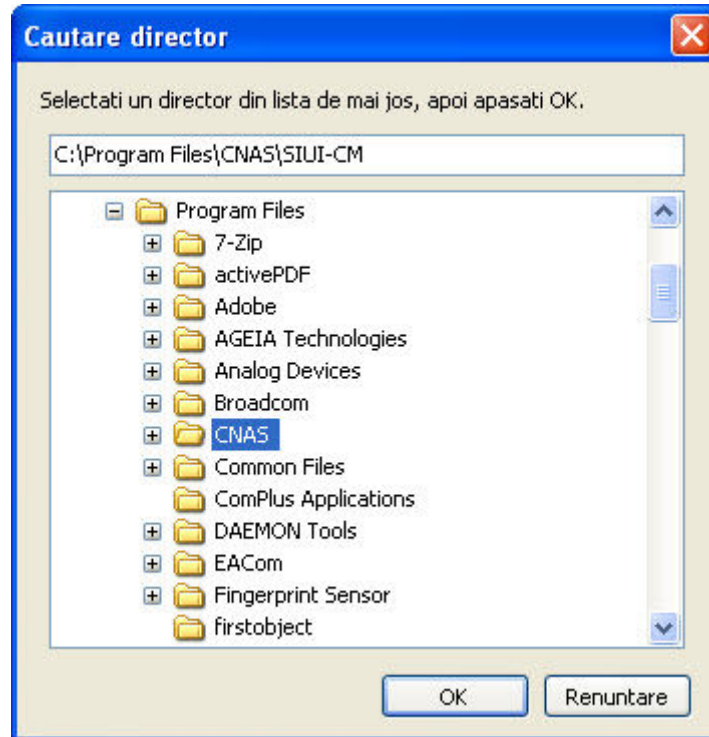 Cautare director
Selectati un director din lista de mai jos, apoi apasati OK.
C:\Program Files\CNAS\SIUI-CM
Program Files
7-Zip
activePDF
Adobe
AGEIA Technologies
Analog Devices
Broadcom
CNAS
Common Files
ComPlus Applications
DAEMON Tools
EACom
Fingerprint Sensor
firstobject
OK Renuntare